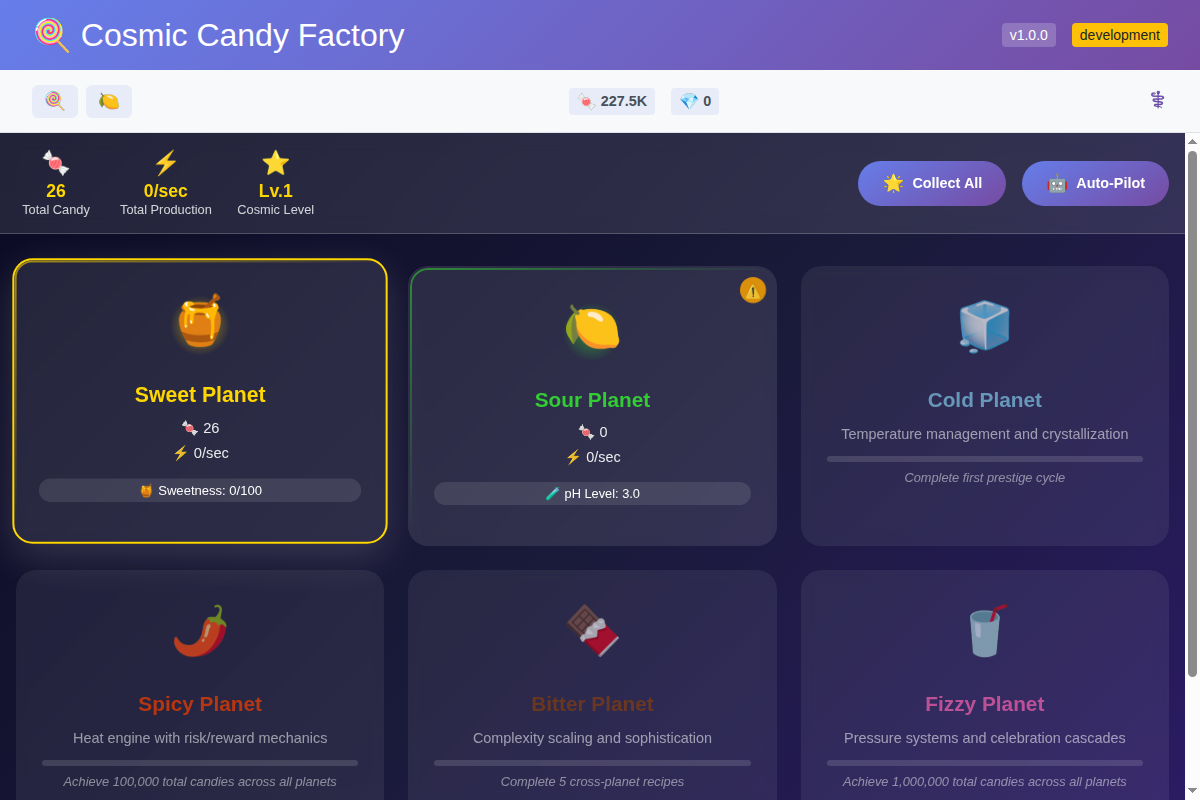 Cosmic Candy Factory
v1.0.0
development
227.5K
0
26
Total Candy
0/sec
Total Production
Lv.1
Cosmic Level
Collect All
Auto-Pilot
Sweet Planet
26
0/sec
Sweetness: 0/100
Sour Planet
0
0/sec
pH Level: 3.0
Cold Planet
Temperature management and crystallization
Complete first prestige cycle
Spicy Planet
Heat engine with risk/reward mechanics
Achieve 100,000 total candies across all planets
Bitter Planet
Complexity scaling and sophistication
Complete 5 cross-planet recipes
Fizzy Planet
Pressure systems and celebration cascades
Achieve 1,000,000 total candies across all planets